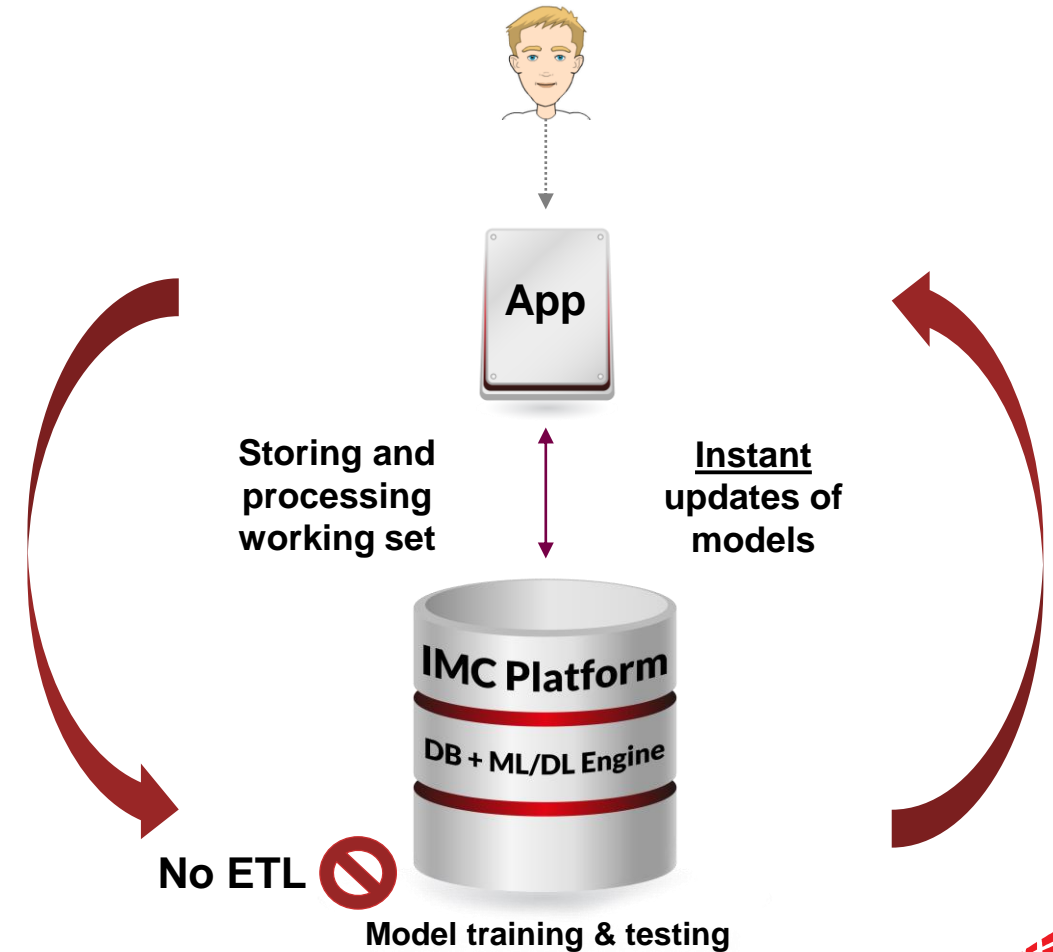 App
Storing and
processing
working set
Instant
updates of
models
IMC Platform
DB + ML/DL Engine
No ETL
Model training & testing